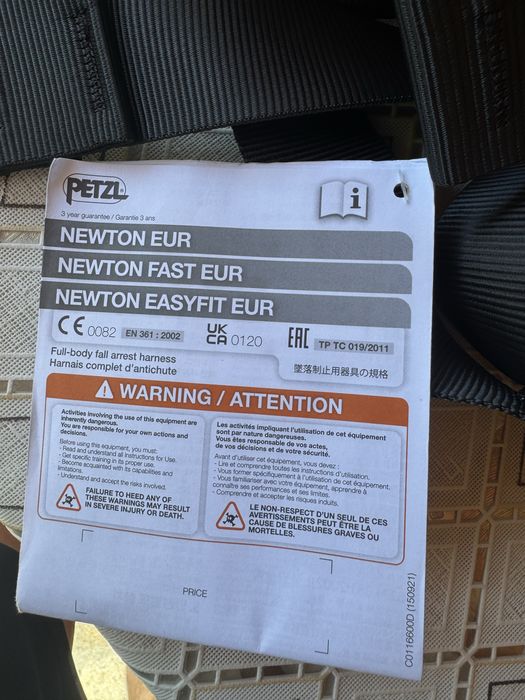 PETZL
3 year guarantee / Garantie 3 ans
i
NEWTON EUR
NEWTON FAST EUR
NEWTON EASYFIT EUR
CE 0082 EN 361 : 2002 UK CA 0120 EAC TP TC 019/2011
Full-body fall arrest harness
Harnais complet d'antichute
墜落制止用器具の規格
WARNING / ATTENTION
Activities involving the use of this equipment are
inherently dangerous.
You are responsible for your own actions and
decisions.
Before using this equipment, you must:
- Read and understand all Instructions for Use.
- Get specific training in its proper use.
- Become acquainted with its capabilities and
limitations.
- Understand and accept the risks involved.
FAILURE TO HEED ANY OF
THESE WARNINGS MAY RESULT
IN SEVERE INJURY OR DEATH.
Les activités impliquant l'utilisation de cet équipement
sont par nature dangereuses.
Vous êtes responsable de vos actes,
de vos décisions et de votre sécurité.
Avant d'utiliser cet équipement, vous devez :
- Lire et comprendre toutes les instructions d'utilisation.
- Vous former spécifiquement à l'utilisation de cet équipement.
- Vous familiariser avec votre équipement, apprendre à
connaître ses performances et ses limites.
- Comprendre et accepter les risques induits.
LE NON-RESPECT D'UN SEUL DE CES
AVERTISSEMENTS PEUT ÊTRE LA
CAUSE DE BLESSURES GRAVES OU
MORTELLES.
PRICE
C0116600D (150921)